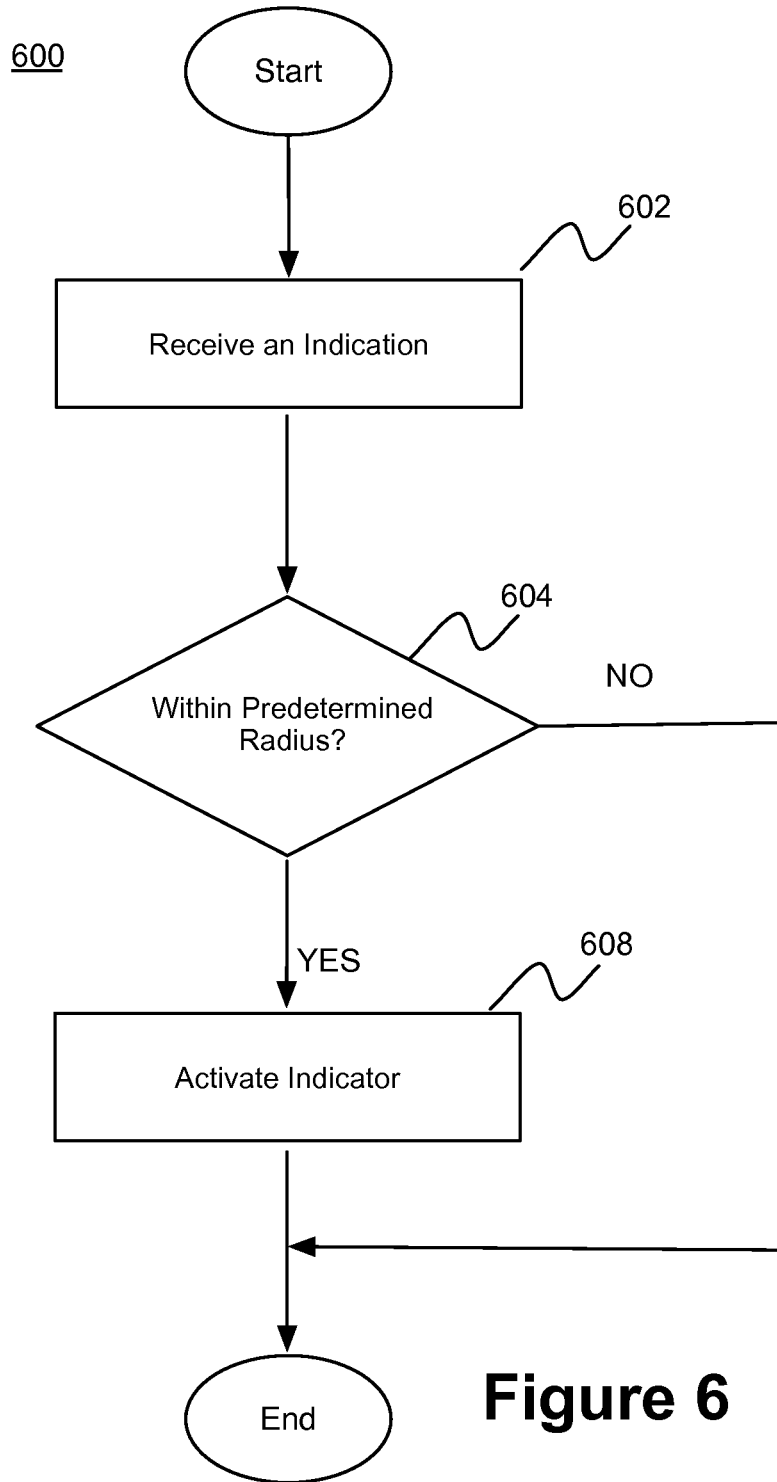 600
Start
602
Receive an Indication
604
Within Predetermined
Radius?
NO
YES
608
Activate Indicator
End
Figure 6